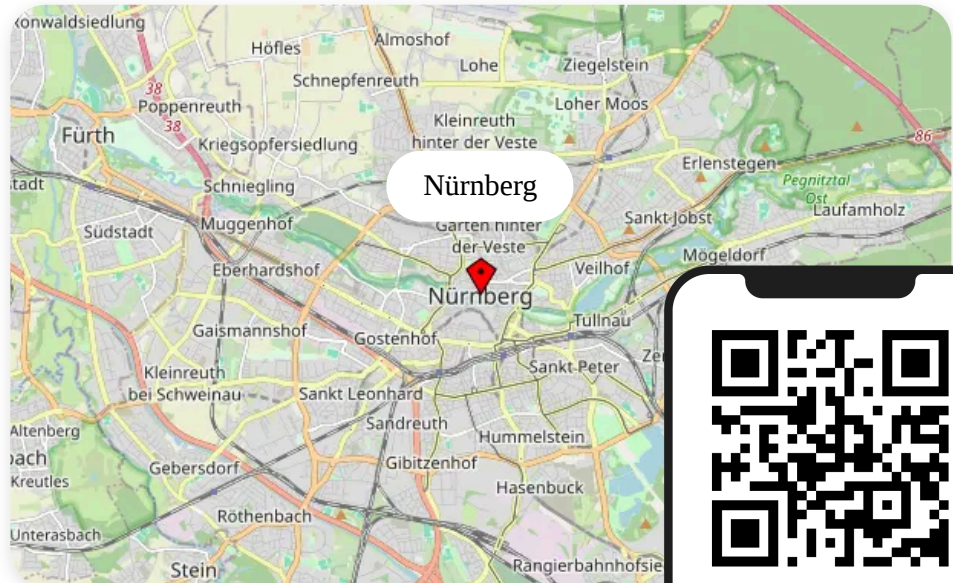 konwaldsiedlung
Höfles
Almoshof
Lohe
Ziegelstein
Schnepfenreuth
38
Poppenreuth
Loher Moos
38
Kleinreuth
hinter der Veste
Fürth
86
Kriegsopfersiedlung
Erlenstegen
stadt
Schniegling
Pegnitztal
Ost
Nürnberg
Laufamholz
Muggenhof
Sankt Jobst
Südstadt
Gärten hinter
der Veste
Mögeldorf
Eberhardshof
Veilhof
Nürnberg
Tullnau
Gaismannshof
Gostenhof
Sankt Peter
Ze
Kleinreuth
bei Schweinau
Sankt Leonhard
Sandreuth
Altenberg
Hummelstein
bach
Gebersdorf
Gibitzenhof
Kreutles
Hasenbuck
Röthenbach
Unterasbach
Stein
Rangierbahnhofsie